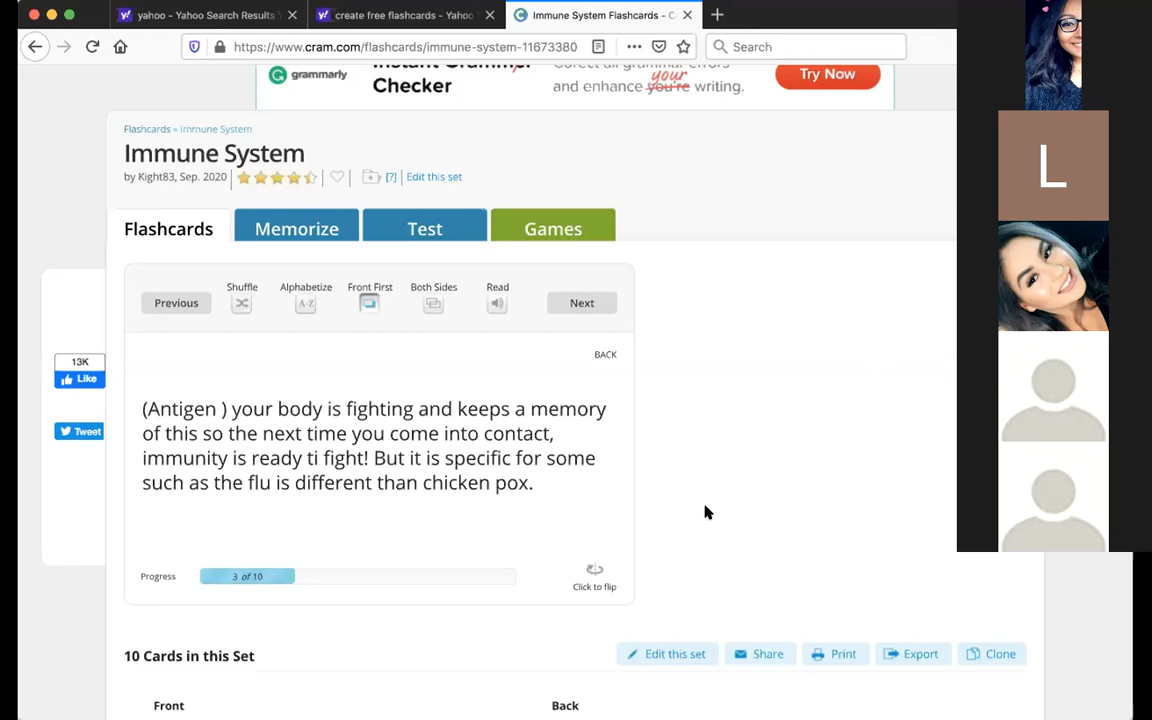 yahoo - Yahoo Search Results
create free flashcards - Yahoo
Immune System Flashcards - C
https://www.cram.com/flashcards/immune-system-11673380
Search
grammarly
Checker
and enhance you're writing.
your
Try Now
Flashcards » Immune System
Immune System
by Kight83, Sep. 2020
[?]
Edit this set
Flashcards
Memorize
Test
Games
Previous
Shuffle
Alphabetize
Front First
Both Sides
Read
Next
A-Z
BACK
13K
Like
Tweet
(Antigen ) your body is fighting and keeps a memory
of this so the next time you come into contact,
immunity is ready ti fight! But it is specific for some
such as the flu is different than chicken pox.
Progress
3 of 10
Click to flip
10 Cards in this Set
Edit this set
Share
Print
Export
Clone
Front
Back
L